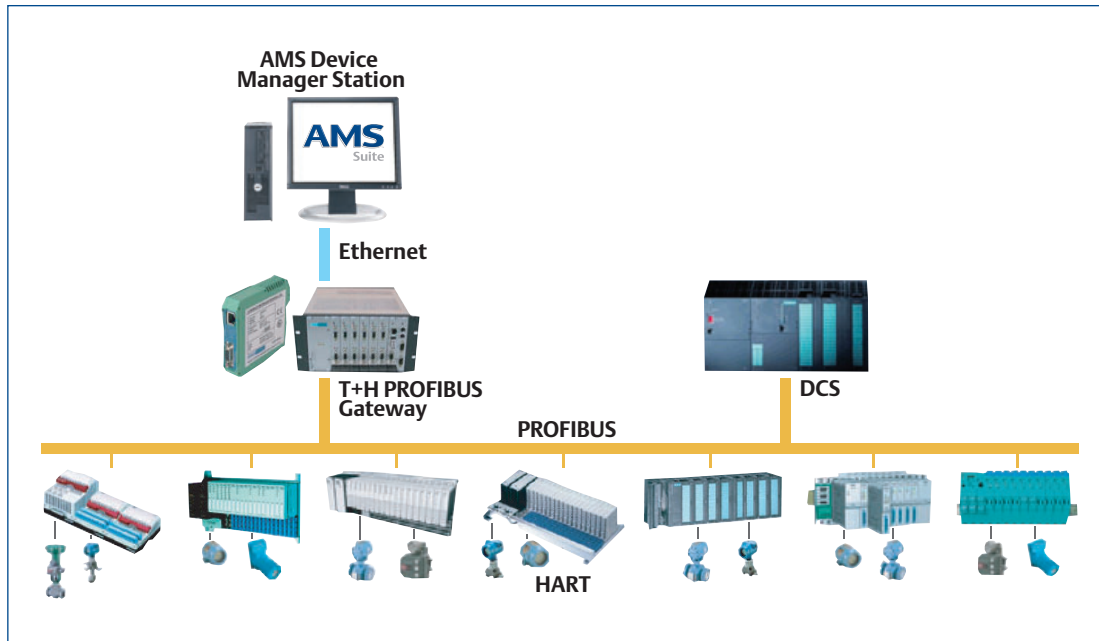 AMS Device
Manager Station
AMS
Suite
Ethernet
T+H PROFIBUS
Gateway
DCS
PROFIBUS
HART